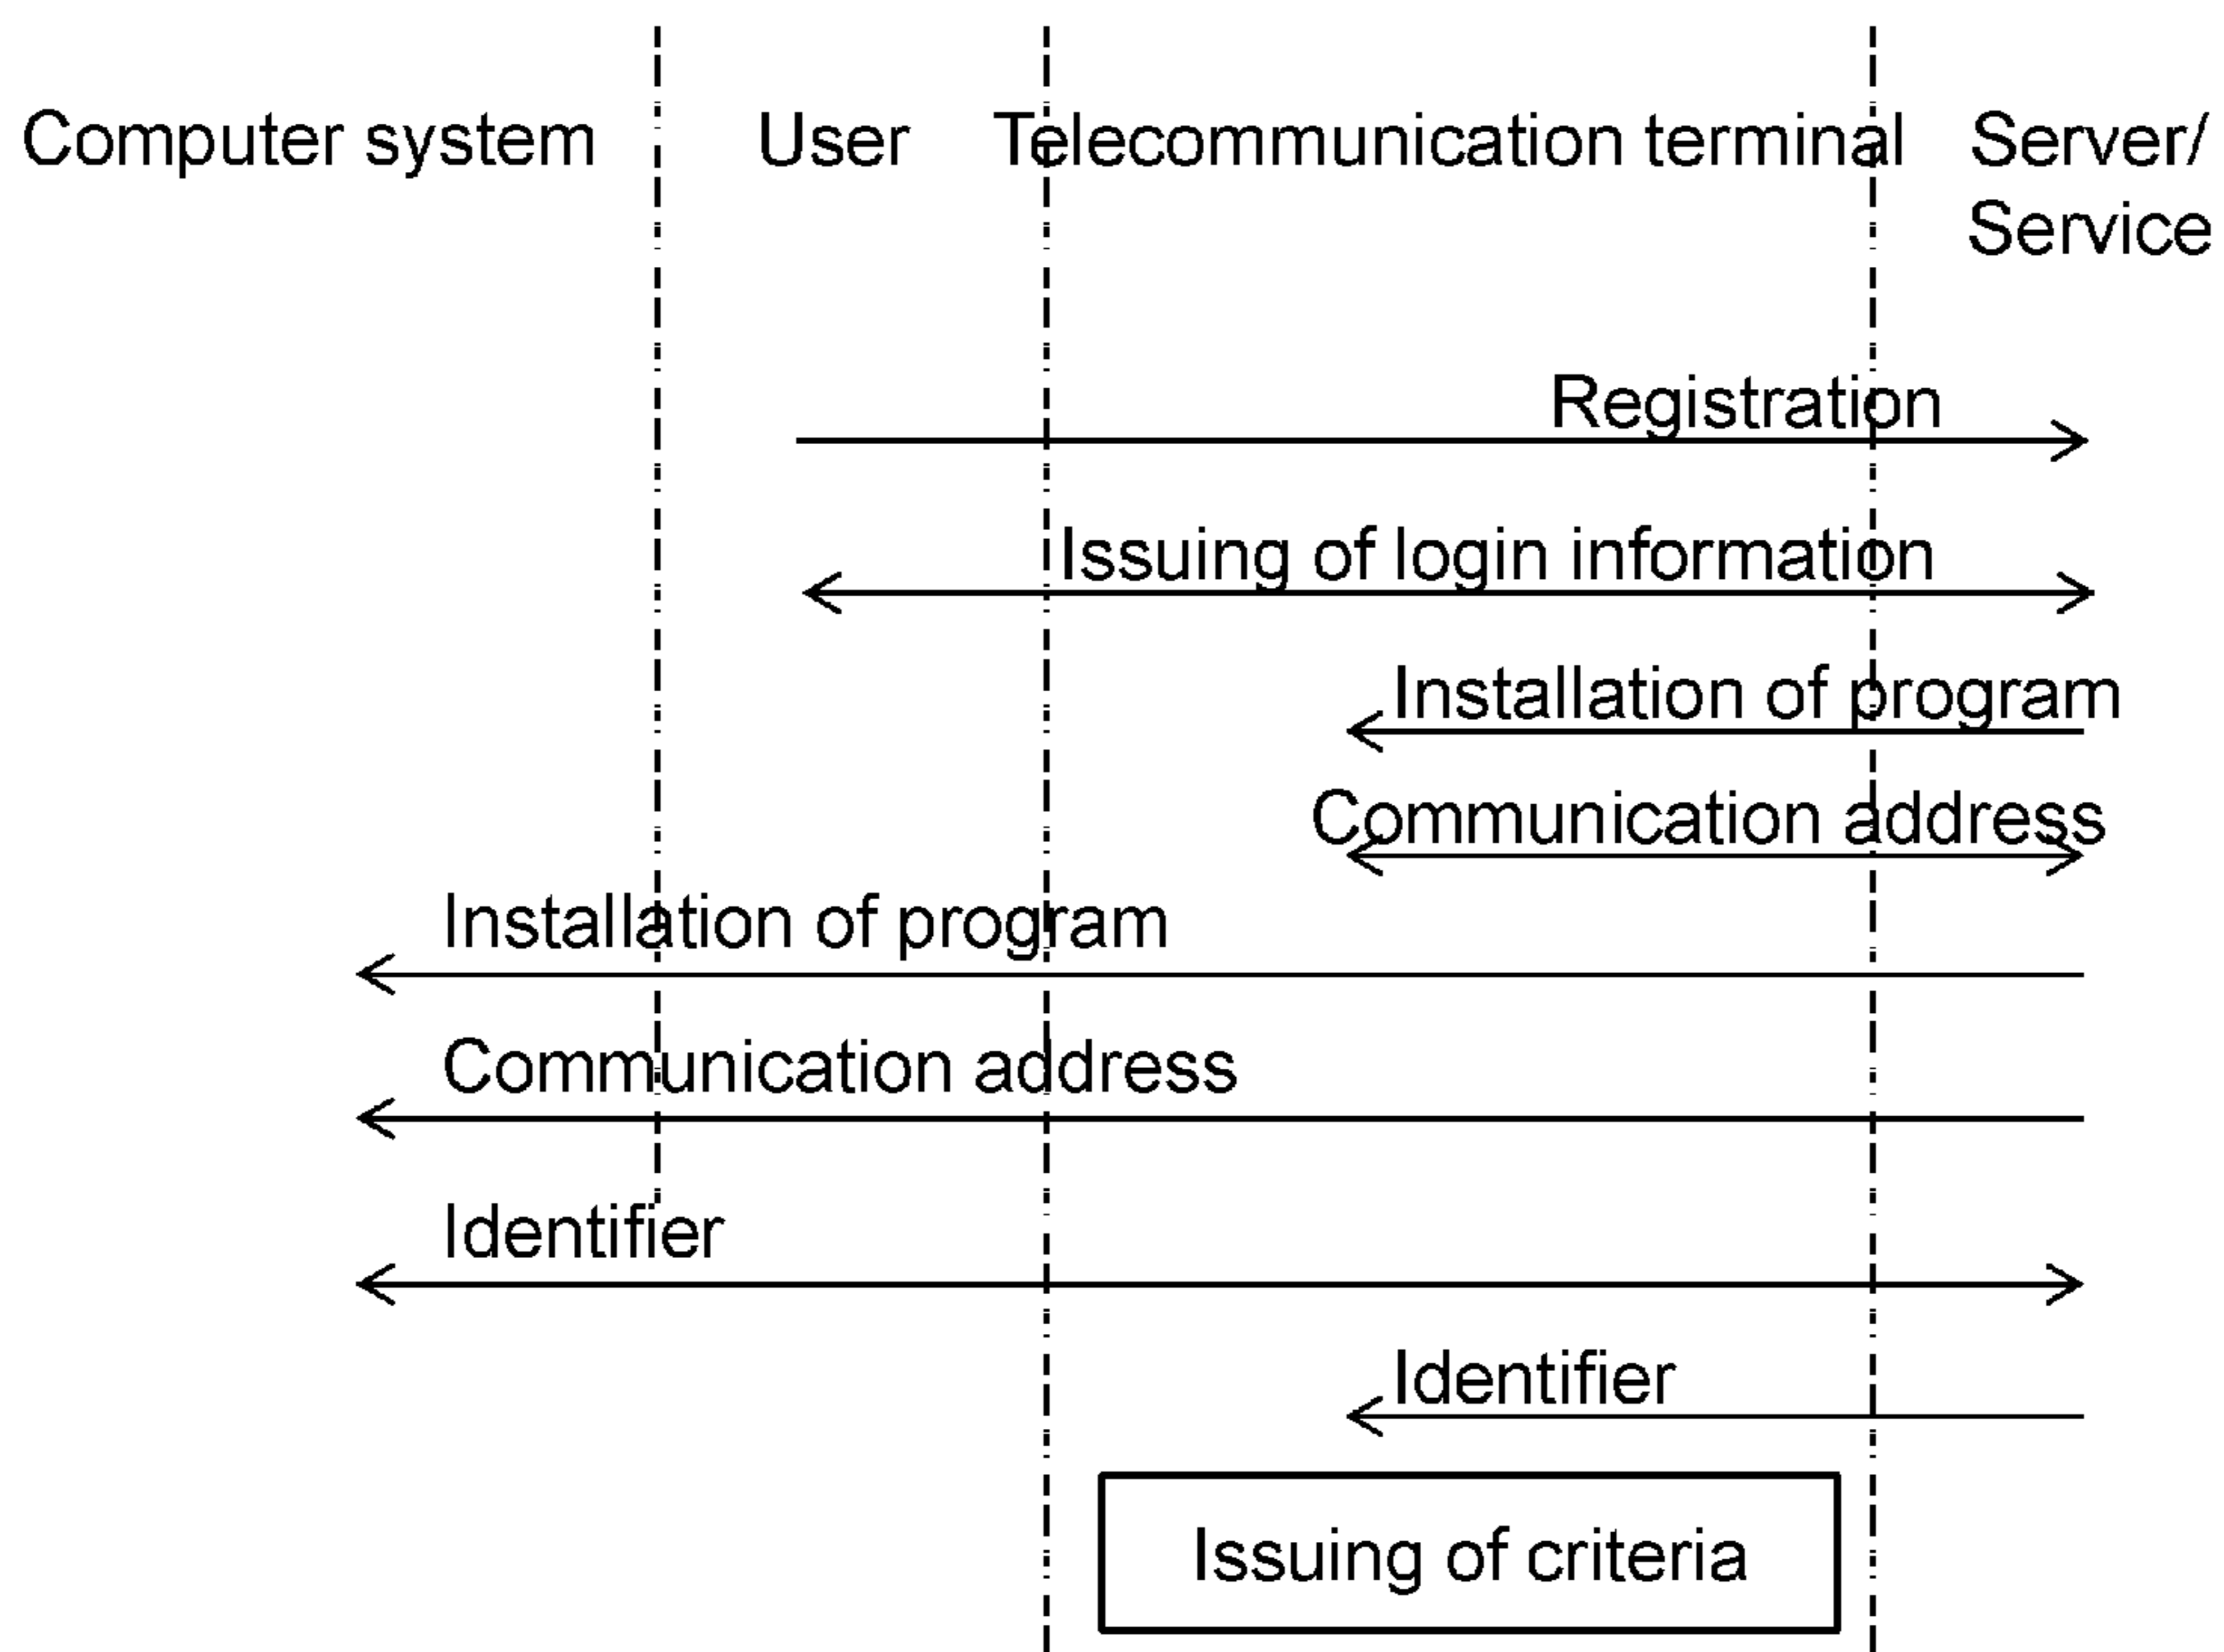 Computer system
User
Telecommunication terminal
Server/
Service
Registration
Issuing of login information
Installation of program
Communication address
Installation of program
Communication address
Identifier
Identifier
Issuing of criteria